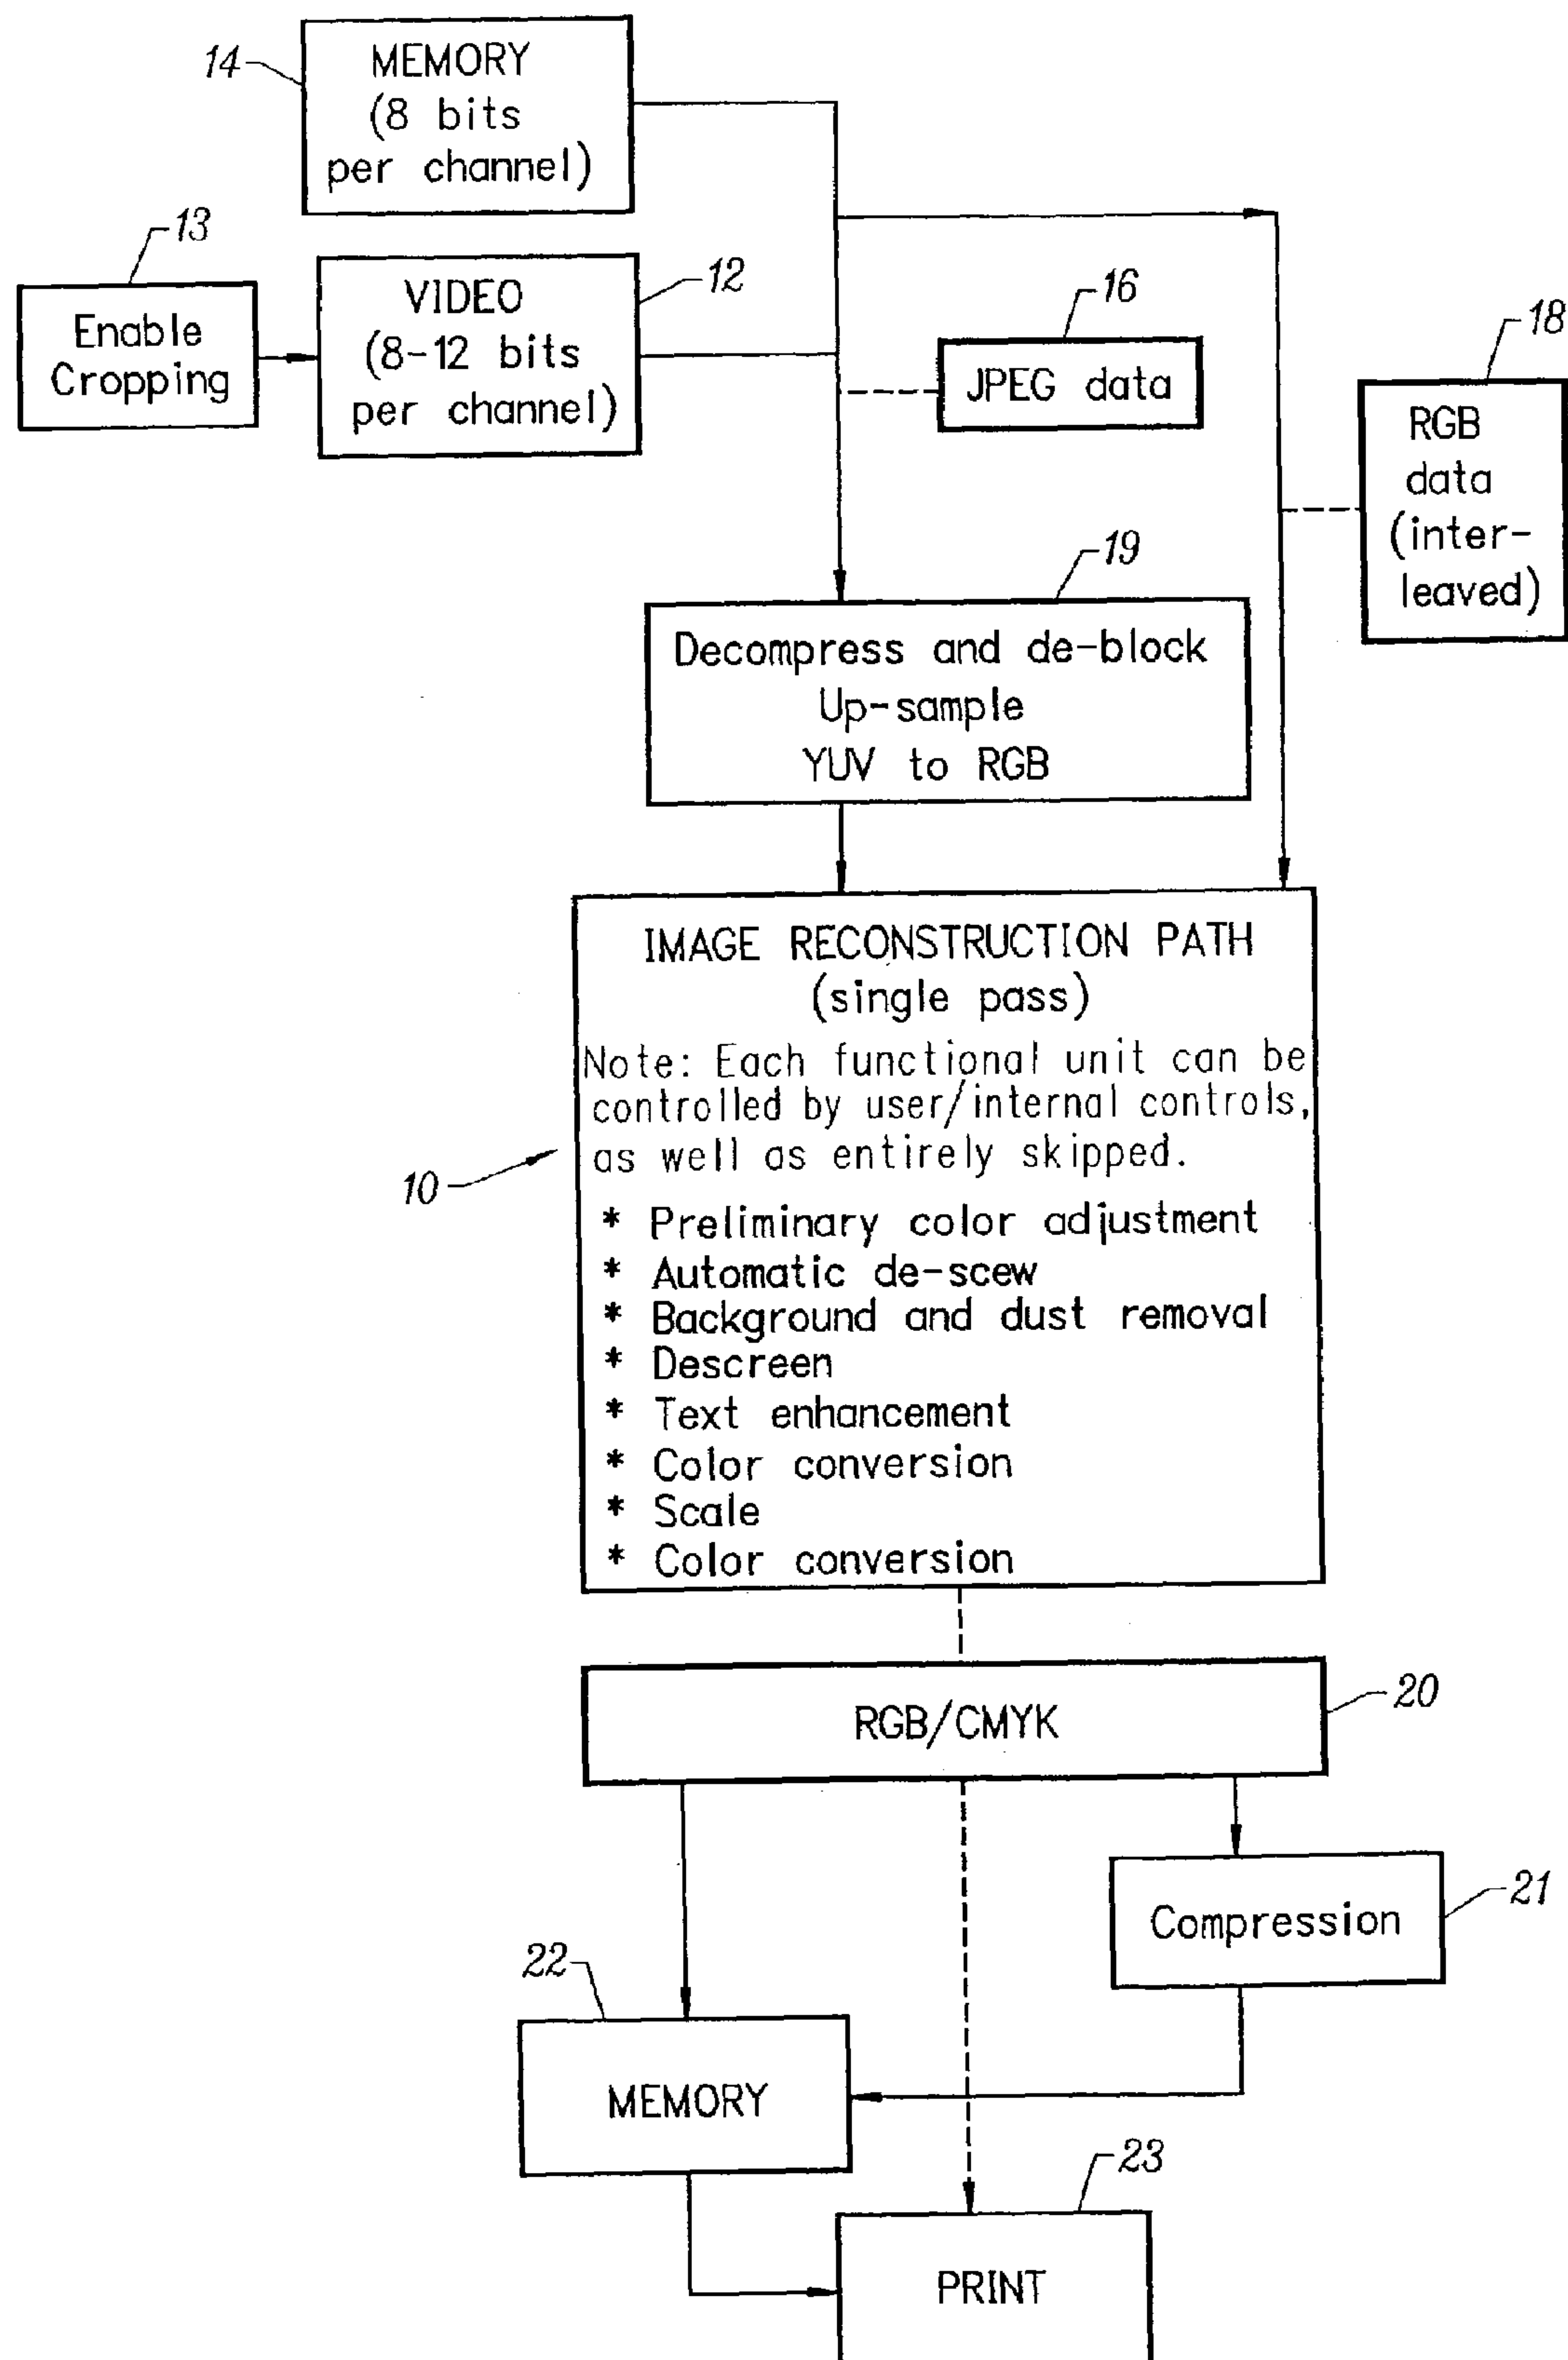 14
MEMORY
(8 bits
per channel)
13
Enable
Cropping
VIDEO
(8-12 bits
per channel)
12
16
JPEG data
18
RGB
data
(inter-
leaved)
19
Decompress and de-block
Up-sample
YUV to RGB
IMAGE RECONSTRUCTION PATH
(single pass)
Note: Each functional unit can be
controlled by user/internal controls,
as well as entirely skipped.
10
* Preliminary color adjustment
* Automatic de-scew
* Background and dust removal
* Descreen
* Text enhancement
* Color conversion
* Scale
* Color conversion
RGB/CMYK
20
Compression
21
22
MEMORY
23
PRINT